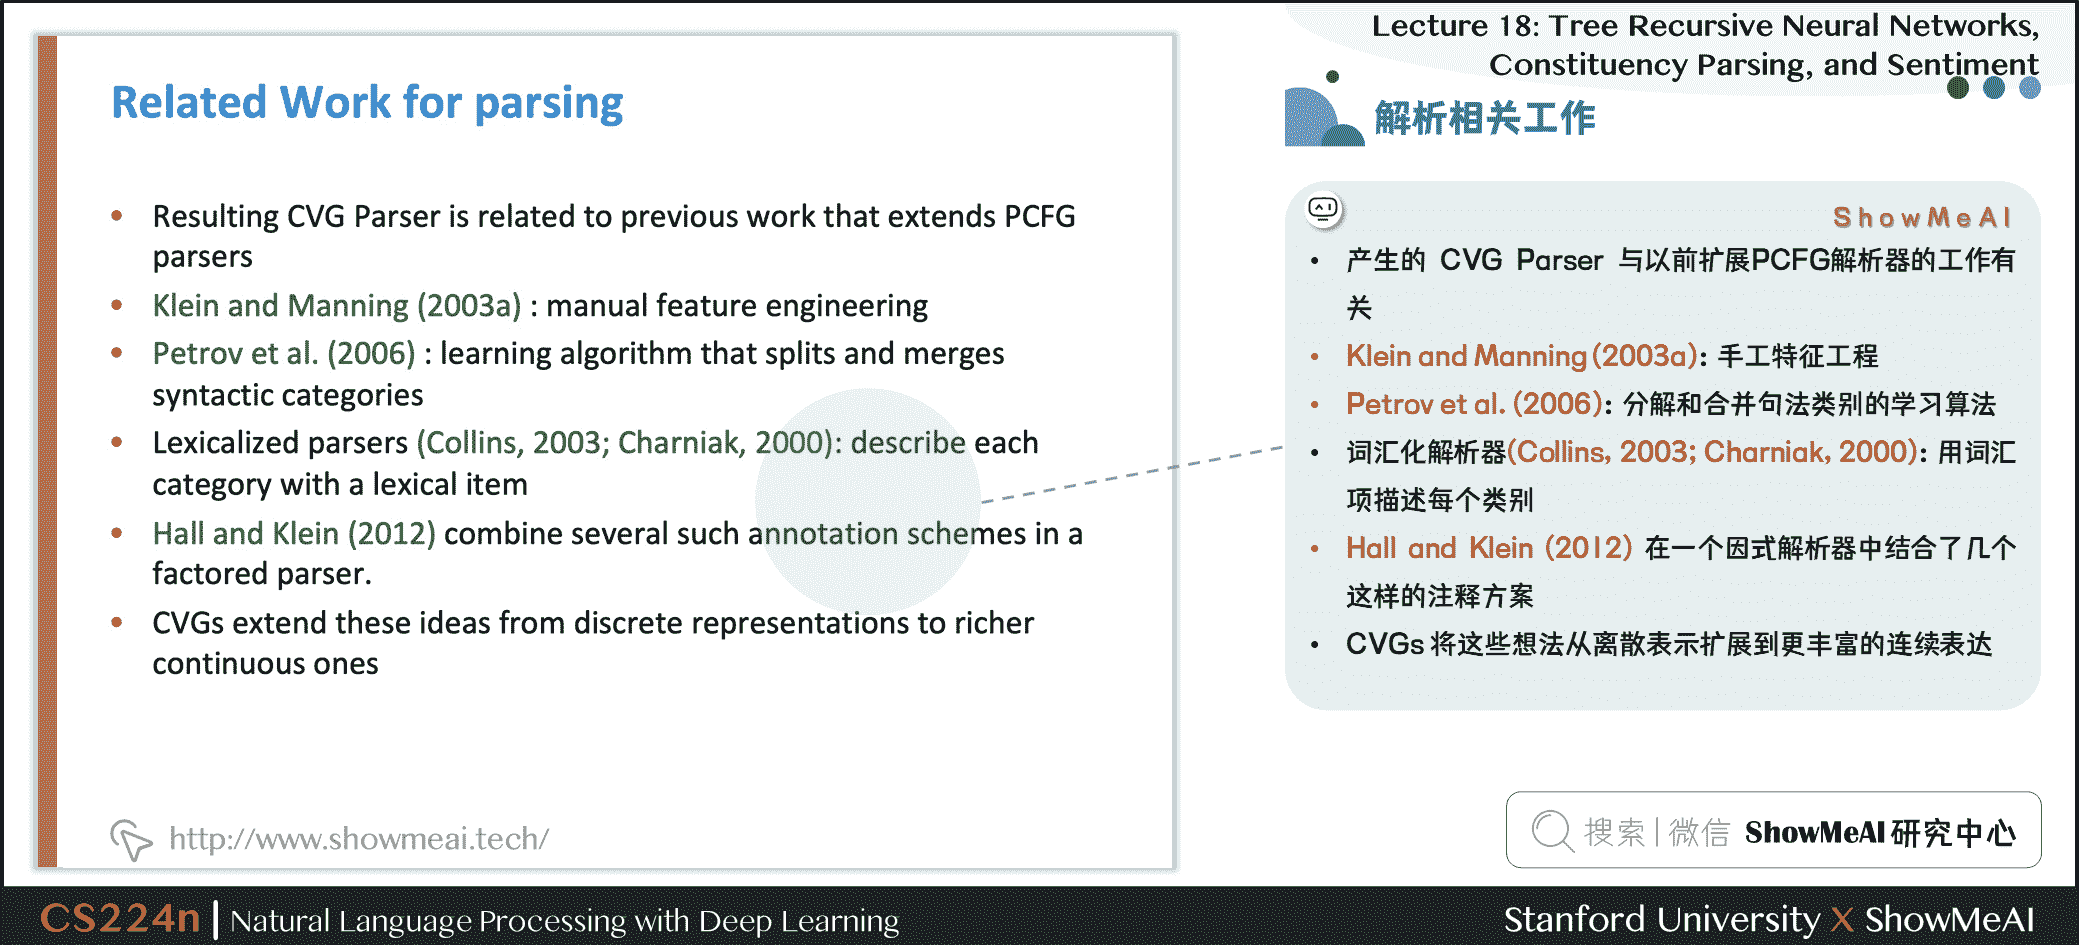 Lecture 18: Tree Recursive Neural Networks,
Constituency Parsing, and Sentiment
Related Work for parsing
• Resulting CVG Parser is related to previous work that extends PCFG
parsers
• Klein and Manning (2003a) : manual feature engineering
• Petrov et al. (2006) : learning algorithm that splits and merges
syntactic categories
• Lexicalized parsers (Collins, 2003; Charniak, 2000): describe each
category with a lexical item
• Hall and Klein (2012) combine several such annotation schemes in a
factored parser.
• CVGs extend these ideas from discrete representations to richer
continuous ones
http://www.showmeai.tech/
解析相关工作
ShowMeAI
• 产生的 CVG Parser 与以前扩展PCFG解析器的工作有
关
• Klein and Manning (2003a): 手工特征工程
• Petrov et al. (2006): 分解和合并句法类别的学习算法
• 词汇化解析器(Collins, 2003; Charniak, 2000): 用词汇
项描述每个类别
• Hall and Klein (2012) 在一个因式解析器中结合了几个
这样的注释方案
• CVGs 将这些想法从离散表示扩展到更丰富的连续表达
搜索|微信 ShowMeAI 研究中心
CS224n | Natural Language Processing with Deep Learning
Stanford University X ShowMeAI